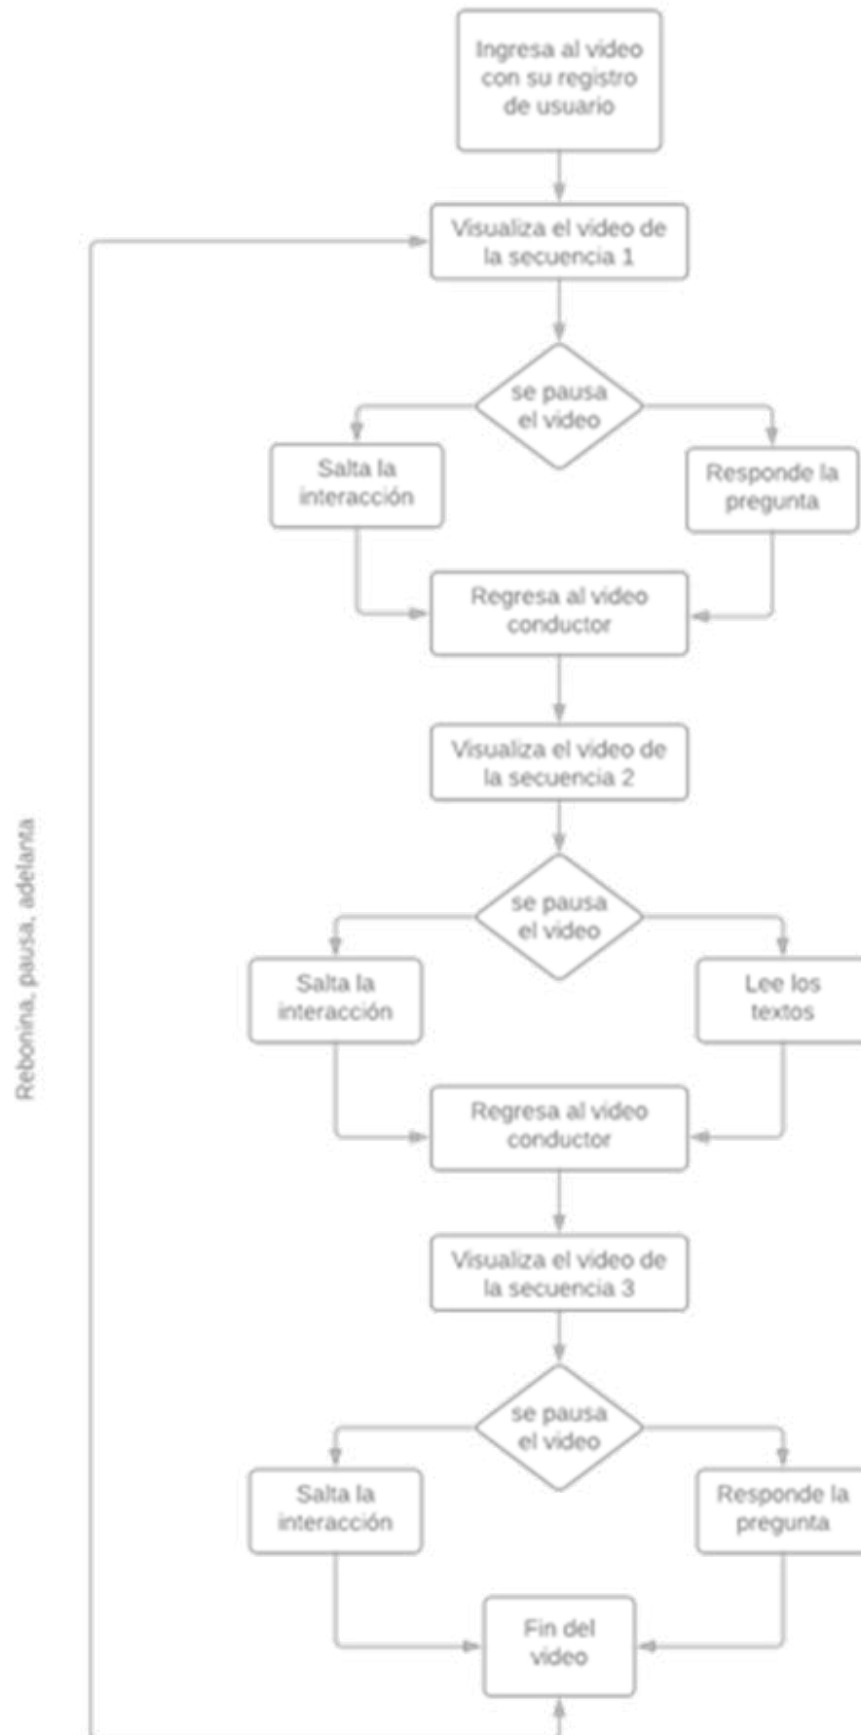 Ingresa al video
con su registro
de usuario
Visualiza el video de
la secuencia 1
se pausa
el video
Salta la
interacción
Responde la
pregunta
Regresa al video
conductor
Visualiza el video de
la secuencia 2
se pausa
el video
Rebonina, pausa, adelanta
Salta la
interacción
Lee los
textos
Regresa al video
conductor
Visualiza el video de
la secuencia 3
se pausa
el video
Salta la
interacción
Responde la
pregunta
Fin del
video